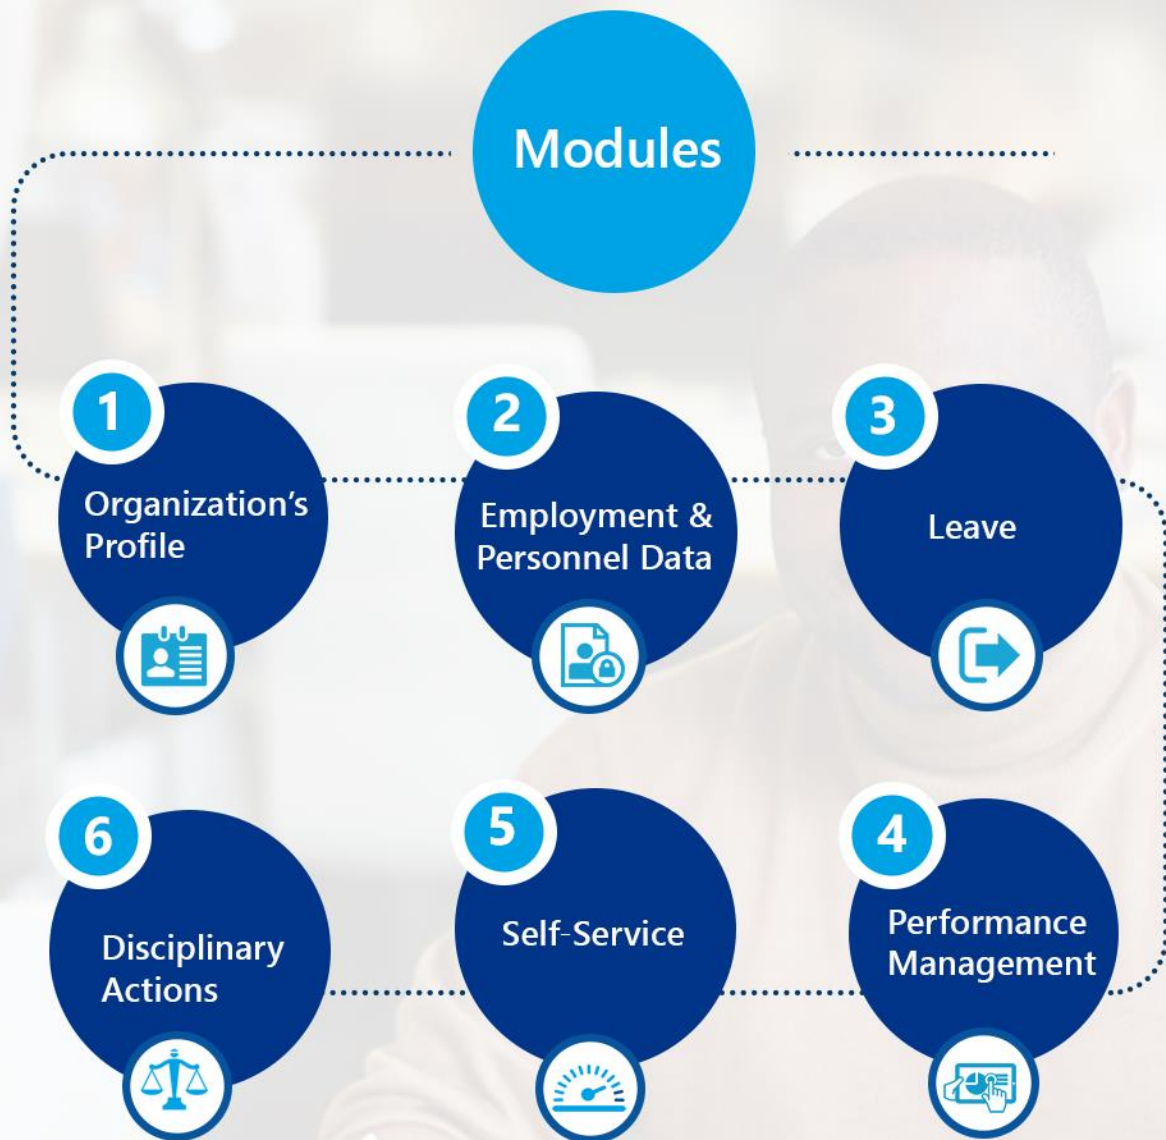 Modules
1
Organization's
Profile
2
Employment &
Personnel Data
3
Leave
4
Performance
Management
5
Self-Service
6
Disciplinary
Actions